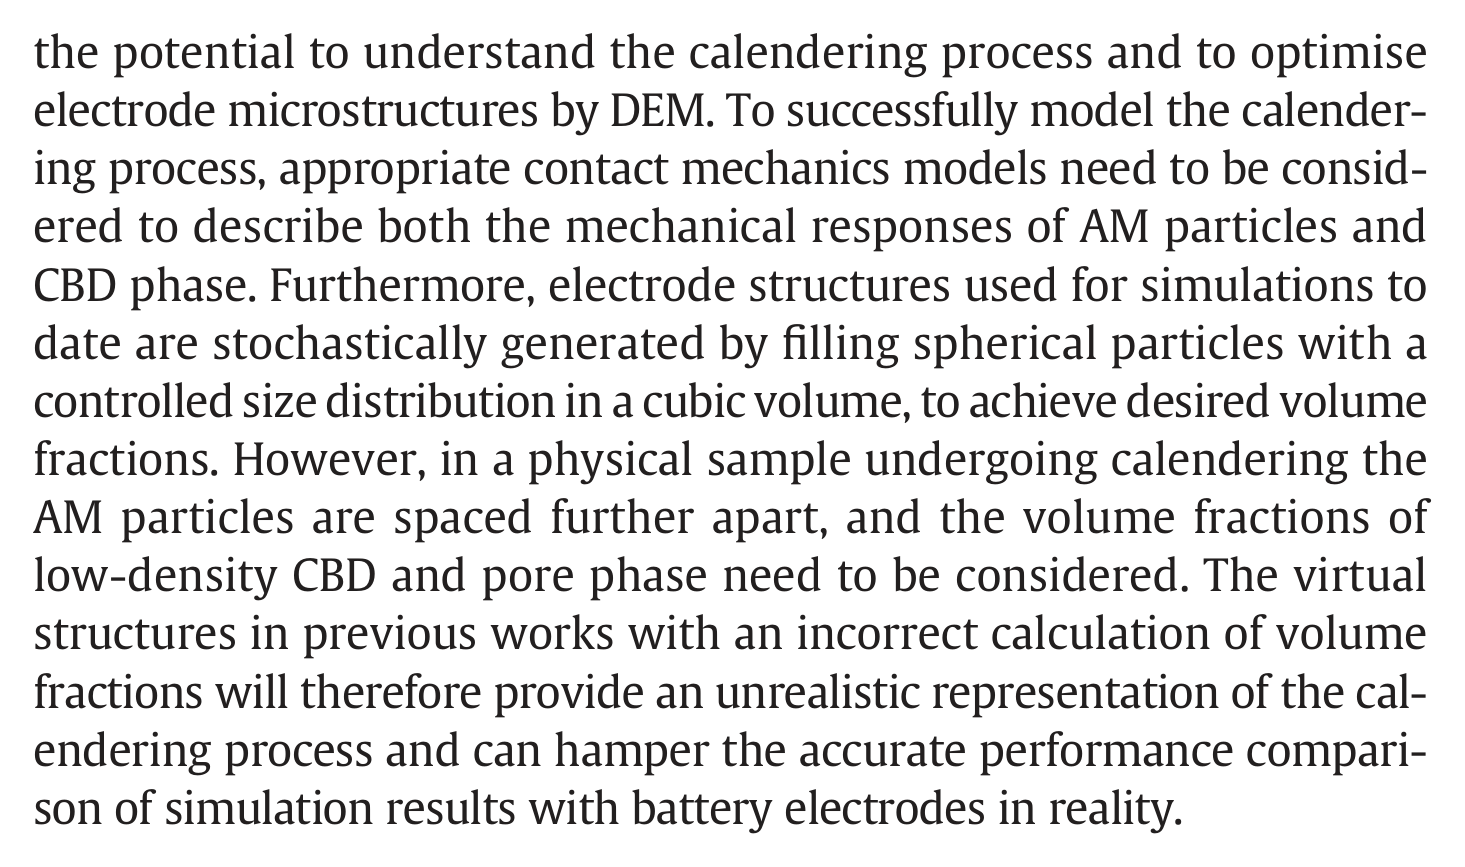 the potential to understand the calendering process and to optimise
electrode microstructures by DEM. To successfully model the calender-
ing process, appropriate contact mechanics models need to be consid-
ered to describe both the mechanical responses of AM particles and
CBD phase. Furthermore, electrode structures used for simulations to
date are stochastically generated by filling spherical particles with a
controlled size distribution in a cubic volume, to achieve desired volume
fractions. However, in a physical sample undergoing calendering the
AM particles are spaced further apart, and the volume fractions of
low-density CBD and pore phase need to be considered. The virtual
structures in previous works with an incorrect calculation of volume
fractions will therefore provide an unrealistic representation of the cal-
endering process and can hamper the accurate performance compari-
son of simulation results with battery electrodes in reality.